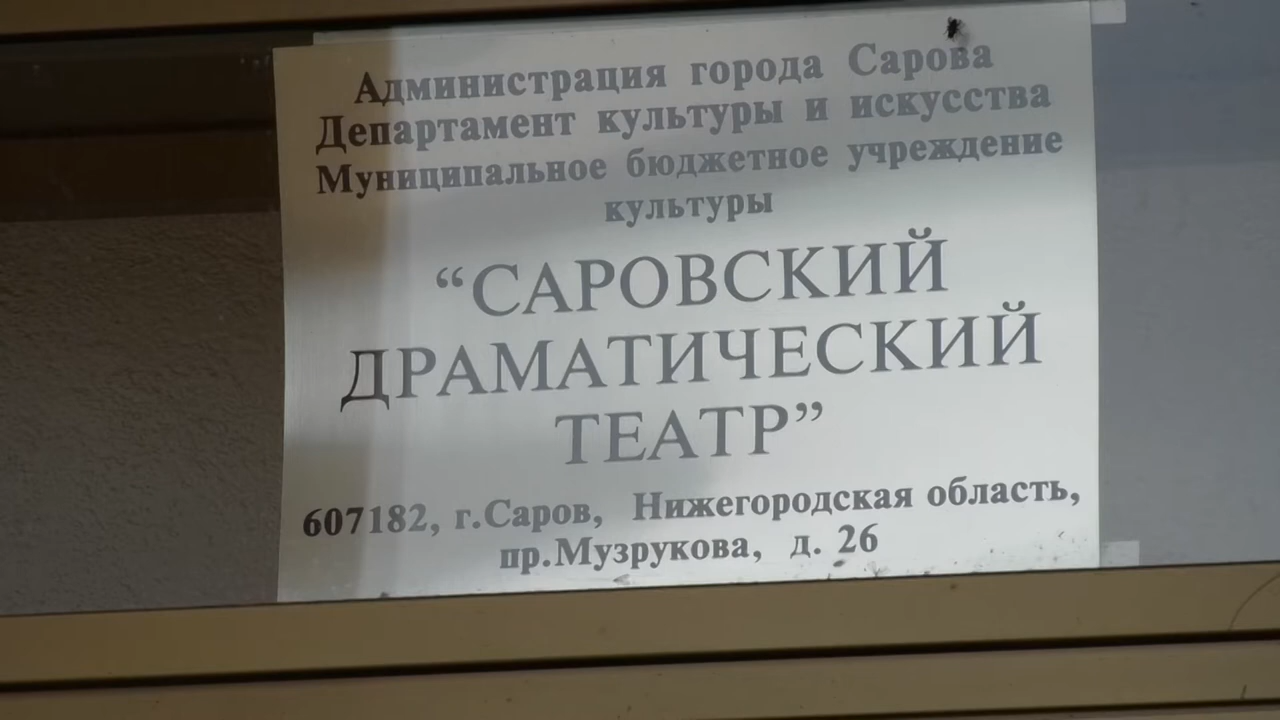 Администрация города Сарова
Департамент культуры и искусства
Муниципальное бюджетное учреждение
культуры
“САРОВСКИЙ
ДРАМАТИЧЕСКИЙ
ТЕАТР”
607182, г.Саров, Нижегородская область,
пр.Музрукова, д. 26